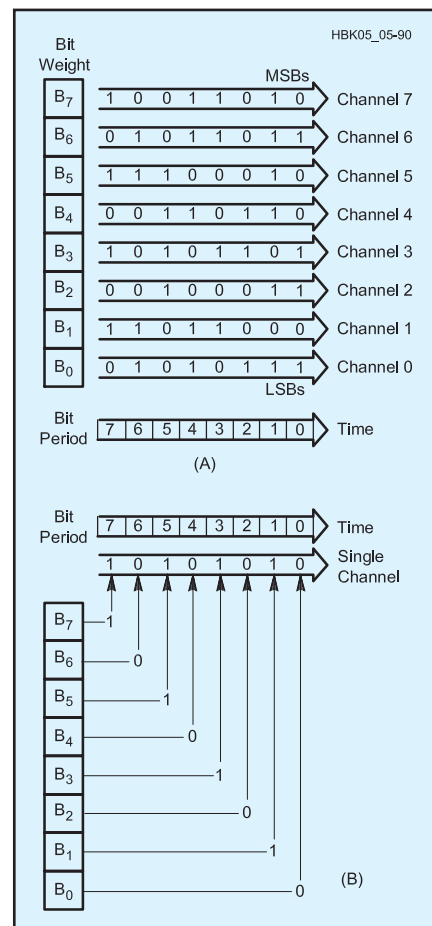 HBK05_05-90
Bit
Weight
MSBs
B7 1 0 0 1 1 0 1 0 Channel 7
B6 0 1 0 1 1 0 1 1 Channel 6
B5 1 1 1 0 0 0 1 0 Channel 5
B4 0 0 1 1 0 1 1 0 Channel 4
B3 1 0 1 0 1 1 0 1 Channel 3
B2 0 0 1 0 0 0 1 1 Channel 2
B1 1 1 0 1 1 0 0 0 Channel 1
B0 0 1 0 1 0 1 1 1 Channel 0
LSBs
Bit
Period
7 6 5 4 3 2 1 0 Time
(A)
Bit
Period
7 6 5 4 3 2 1 0 Time
1 0 1 0 1 0 1 0 Single
Channel
B7 1
B6 0
B5 1
B4 0
B3 1
B2 0
B1 1
B0 0
(B)